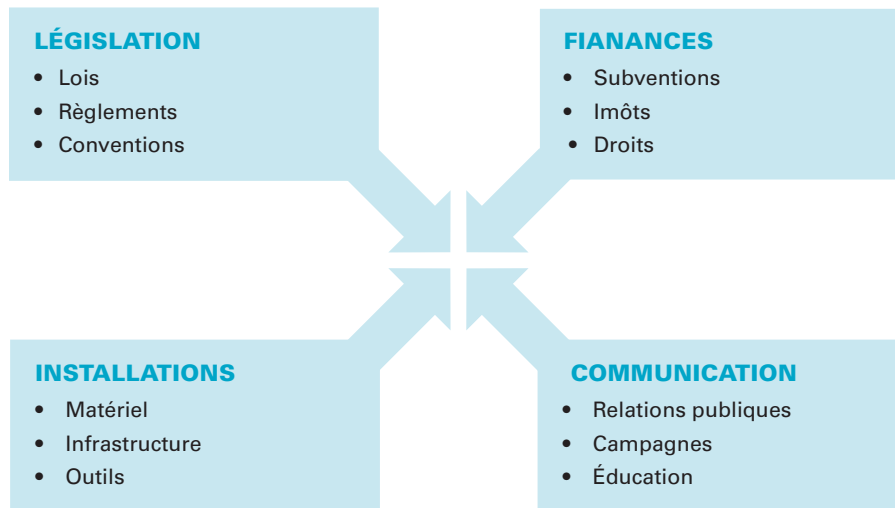 LÉGISLATION
• Lois
• Règlements
• Conventions
FIANANCES
• Subventions
• Imôts
• Droits
INSTALLATIONS
• Matériel
• Infrastructure
• Outils
COMMUNICATION
• Relations publiques
• Campagnes
• Éducation